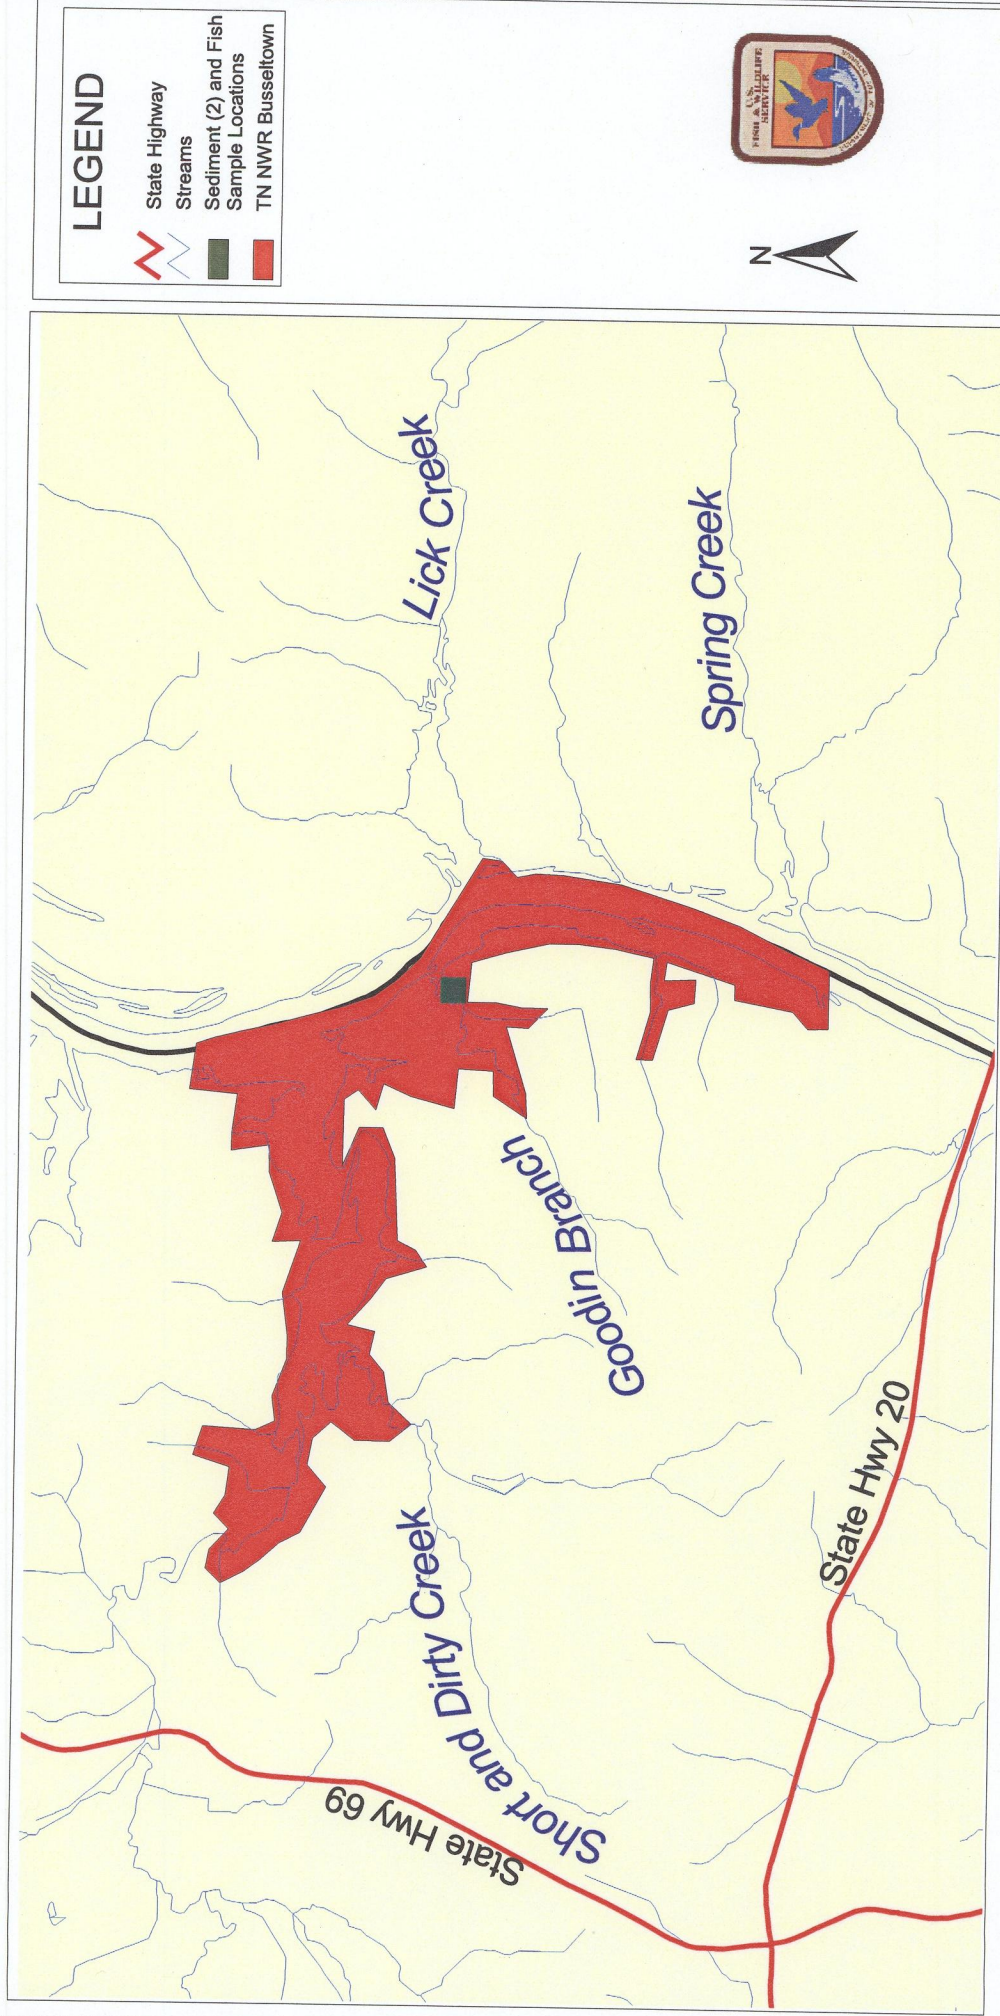 LEGEND
State Highway
Streams
Sediment (2) and Fish
Sample Locations
TN NWR Busseltown
U.S.
FISH & WILDLIFE
SERVICE
N
Lick Creek
Spring Creek
Goodin Branch
Short and Dirty Creek
State Hwy 69
State Hwy 20